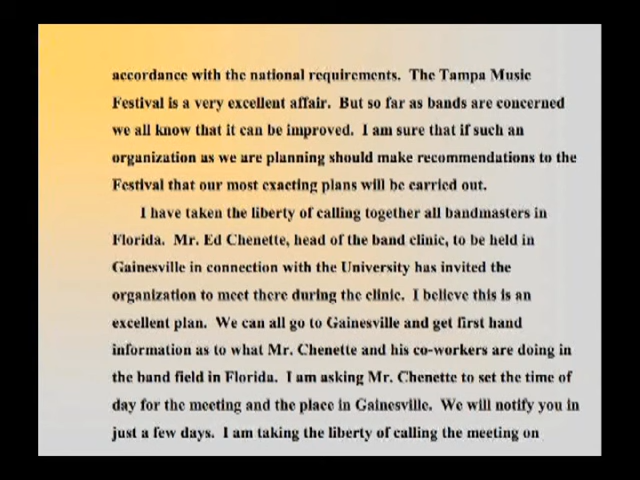 accordance with the national requirements.  The Tampa Music
Festival is a very excellent affair.  But so far as bands are concerned
we all know that it can be improved.  I am sure that if such an
organization as we are planning should make recommendations to the
Festival that our most exacting plans will be carried out.
I have taken the liberty of calling together all bandmasters in
Florida.  Mr. Ed Chenette, head of the band clinic, to be held in
Gainesville in connection with the University has invited the
organization to meet there during the clinic.  I believe this is an
excellent plan.  We can all go to Gainesville and get first hand
information as to what Mr. Chenette and his co-workers are doing in
the band field in Florida.  I am asking Mr. Chenette to set the time of
day for the meeting and the place in Gainesville.  We will notify you in
just a few days.  I am taking the liberty of calling the meeting on